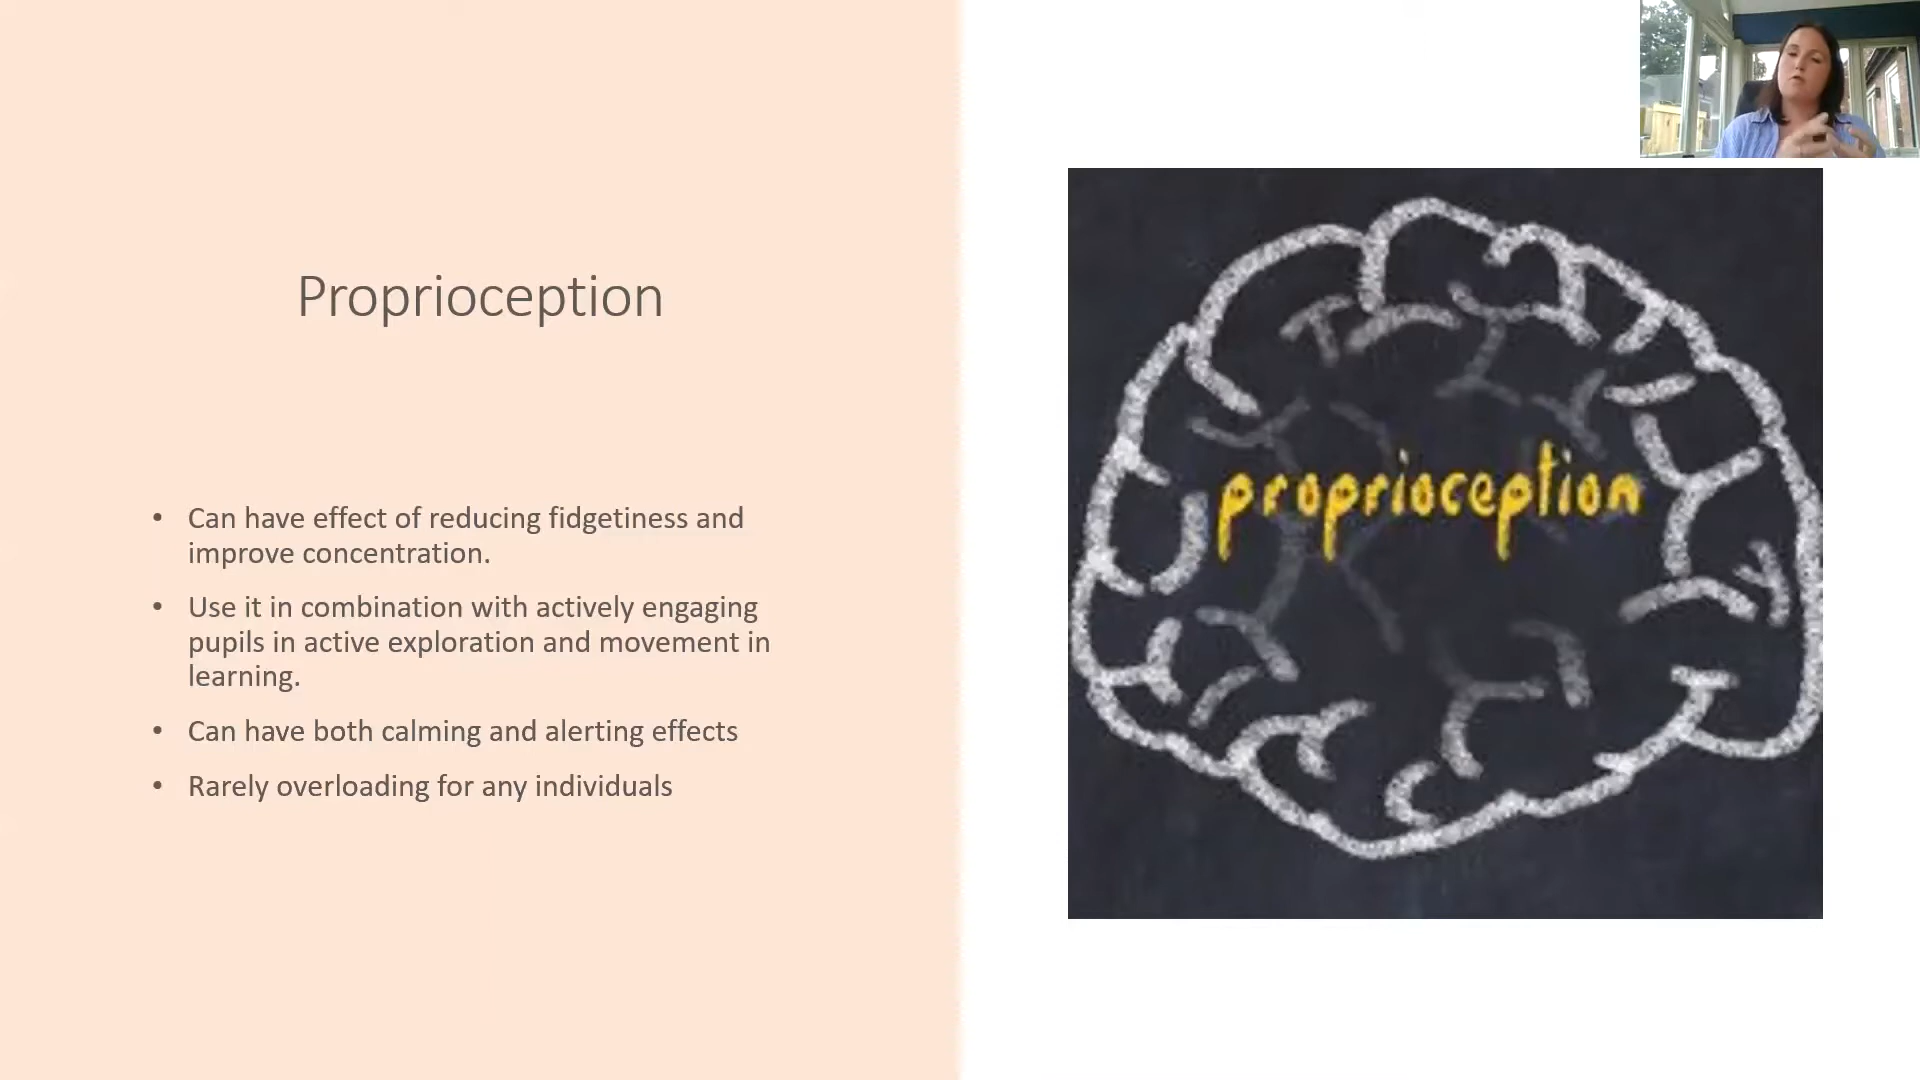 Proprioception
• Can have effect of reducing fidgetiness and
improve concentration.
• Use it in combination with actively engaging
pupils in active exploration and movement in
learning.
• Can have both calming and alerting effects
• Rarely overloading for any individuals
proprioception